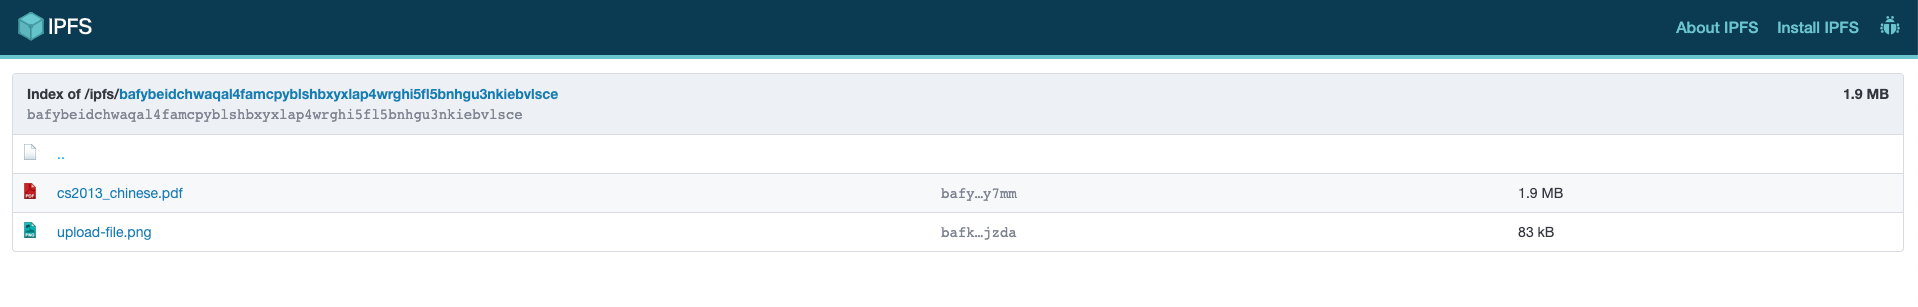 IPFS
About IPFS Install IPFS
Index of /ipfs/bafybeidchwaqal4famcpyblshbxyxlap4wrghi5fl5bnhgu3nkiebvlsce 1.9 MB
bafybeidchwaqal4famcpyblshbxyxlap4wrghi5fl5bnhgu3nkiebvlsce
..
cs2013_chinese.pdf bafy…y7mm 1.9 MB
upload-file.png bafk…jzda 83 kB